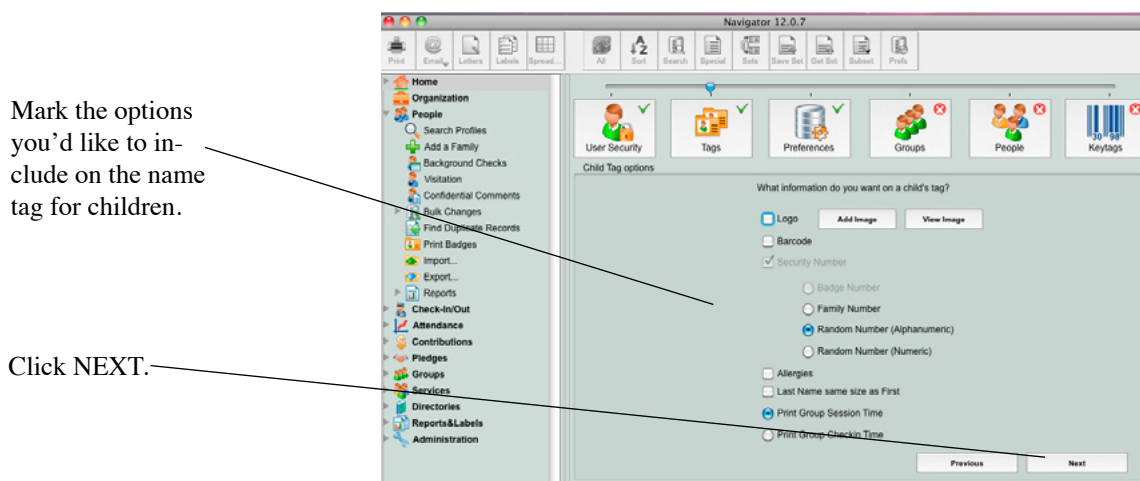 Navigator 12.0.7
Print Email Letters Labels Spread... All Sort Search Special Sets Save Set Get Set Subset Prefs
Mark the options
you'd like to in-
clude on the name
tag for children.
Click NEXT.
Home
Organization
People
Search Profiles
Add a Family
Background Checks
Visitation
Confidential Comments
Bulk Changes
Find Duplicate Records
Print Badges
Import...
Export...
Reports
Check-In/Out
Attendance
Contributions
Pledges
Groups
Services
Directories
Reports&Labels
Administration
User Security Tags Preferences Groups People Keytags
Child Tag options
What information do you want on a child's tag?
Logo Add Image View Image
Barcode
Security Number
Badge Number
Family Number
Random Number (Alphanumeric)
Random Number (Numeric)
Allergies
Last Name same size as First
Print Group Session Time
Print Group Checkin Time
Previous Next